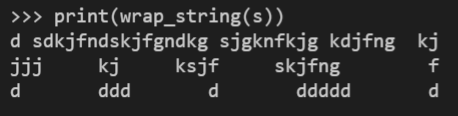 >>> print(wrap_string(s))
d sdkjfndskjfgndkg sjgknfkjg kdjfng  kj
jjj     kj     ksjf     skjfng        f
d       ddd       d       ddddd       d